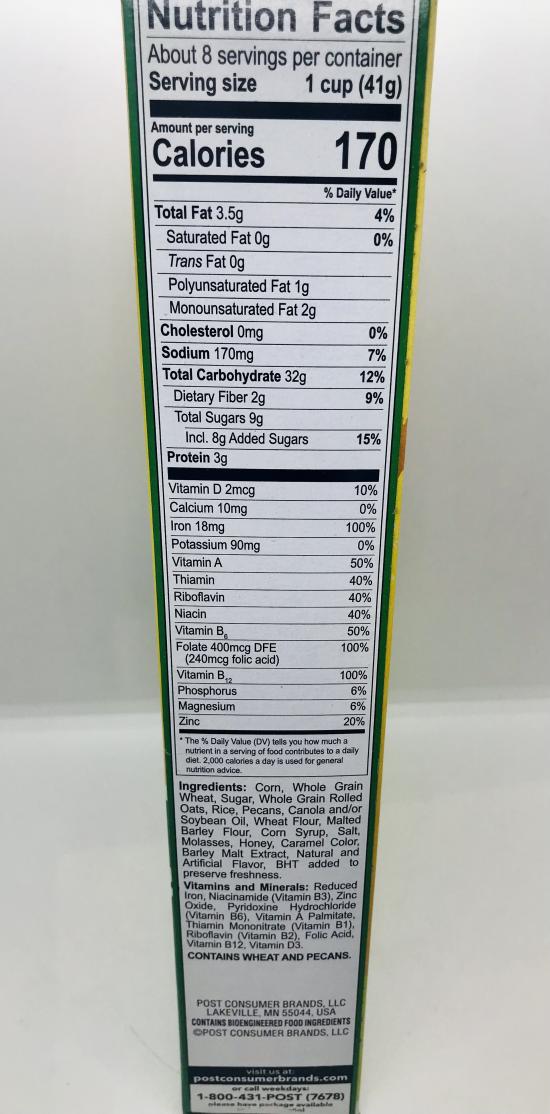 Nutrition Facts
About 8 servings per container
Serving size 1 cup (41g)
Amount per serving
Calories 170
% Daily Value*
Total Fat 3.5g 4%
Saturated Fat 0g 0%
Trans Fat 0g
Polyunsaturated Fat 1g
Monounsaturated Fat 2g
Cholesterol 0mg 0%
Sodium 170mg 7%
Total Carbohydrate 32g 12%
Dietary Fiber 2g 9%
Total Sugars 9g
Incl. 8g Added Sugars 15%
Protein 3g
Vitamin D 2mcg 10%
Calcium 10mg 0%
Iron 18mg 100%
Potassium 90mg 0%
Vitamin A 50%
Thiamin 40%
Riboflavin 40%
Niacin 40%
Vitamin B6 50%
Folate 400mcg DFE 100%
(240mcg folic acid)
Vitamin B12 100%
Phosphorus 6%
Magnesium 6%
Zinc 20%
* The % Daily Value (DV) tells you how much a
nutrient in a serving of food contributes to a daily
diet. 2,000 calories a day is used for general
nutrition advice.
Ingredients: Corn, Whole Grain
Wheat, Sugar, Whole Grain Rolled
Oats, Rice, Pecans, Canola and/or
Soybean Oil, Wheat Flour, Malted
Barley Flour, Corn Syrup, Salt,
Molasses, Honey, Caramel Color,
Barley Malt Extract, Natural and
Artificial Flavor, BHT added to
preserve freshness.
Vitamins and Minerals: Reduced
Iron, Niacinamide (Vitamin B3), Zinc
Oxide, Pyridoxine Hydrochloride
(Vitamin B6), Vitamin A Palmitate,
Thiamin Mononitrate (Vitamin B1),
Riboflavin (Vitamin B2), Folic Acid,
Vitamin B12, Vitamin D3.
CONTAINS WHEAT AND PECANS.
POST CONSUMER BRANDS, LLC
LAKEVILLE, MN 55044, USA
CONTAINS BIOENGINEERED FOOD INGREDIENTS
©POST CONSUMER BRANDS, LLC
visit us at:
postconsumerbrands.com
or call weekdays:
1-800-431-POST (7678)
please have package available